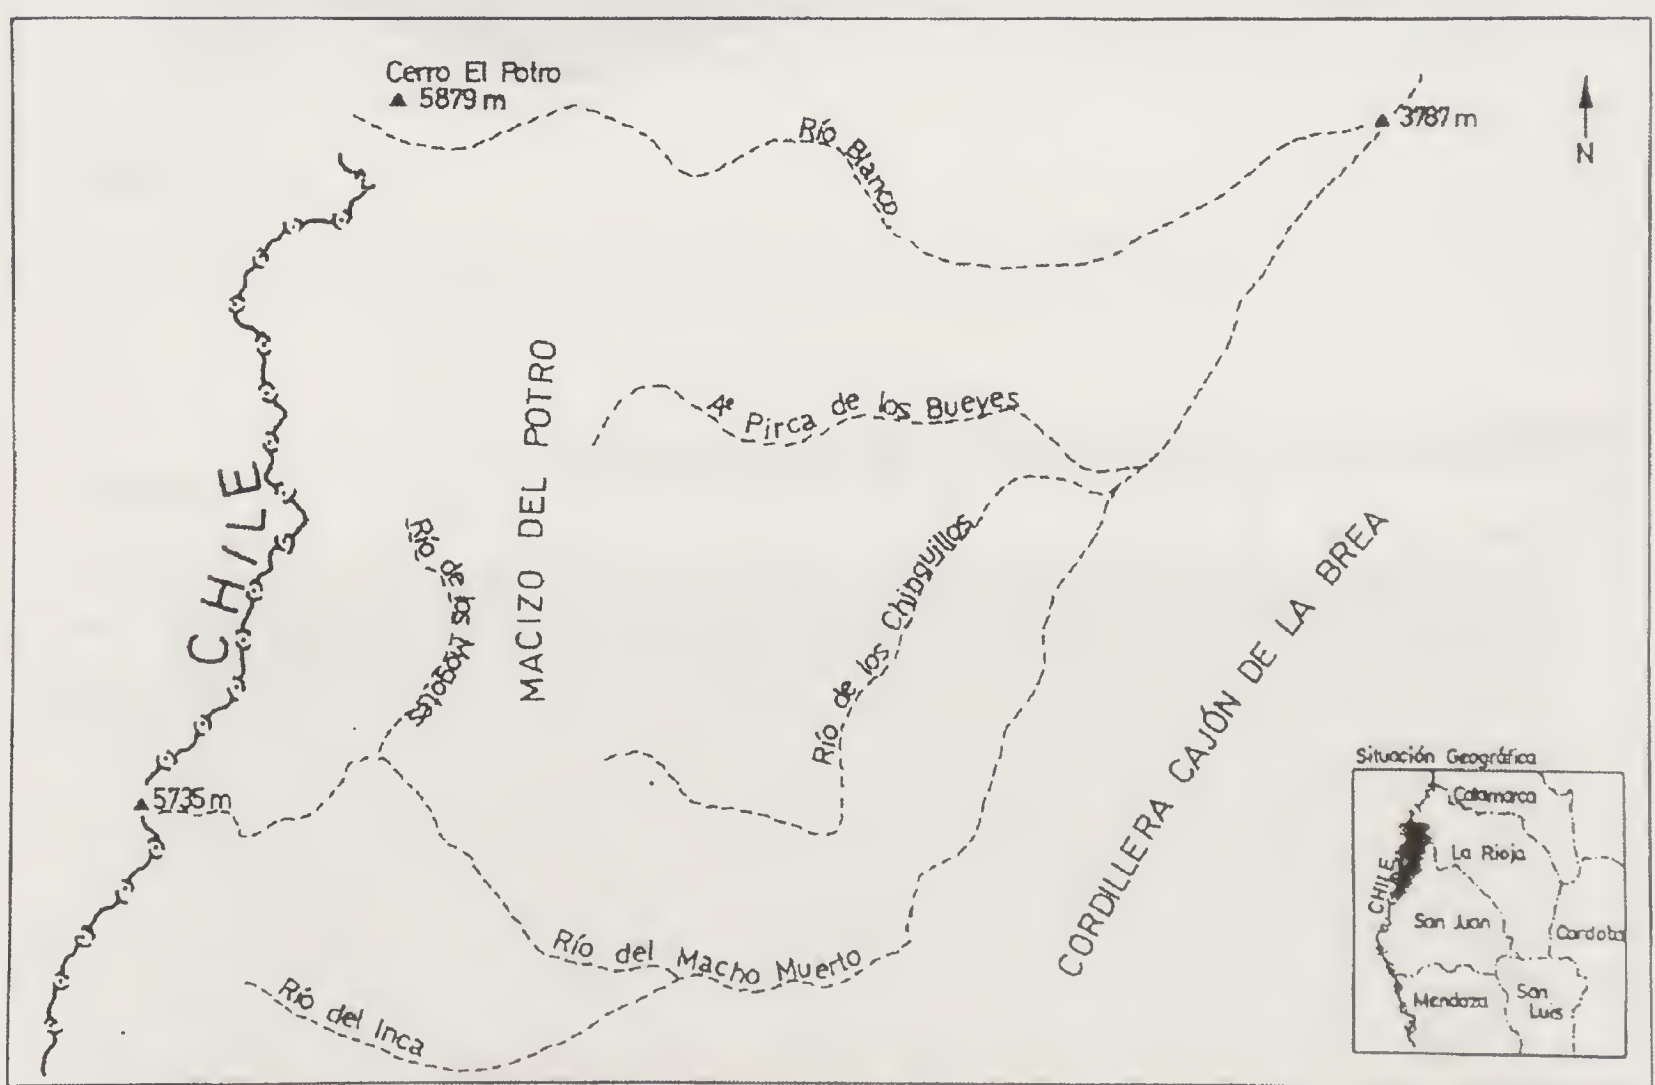 Cerro El Potro
▲ 5879 m
▲ 3787 m
N
Río Blanco
CHILE
MACIZO DEL POTRO
Aº Pirca de los Bueyes
Río de los Mogotes
Río de los Chinguillos
CORDILLERA CAJÓN DE LA BREA
▲ 5735 m
Río del Macho Muerto
Río del Inca
Situación Geográfica
Catamarca
La Rioja
CHILE
San Juan
Cordoba
Mendoza
San
Luis